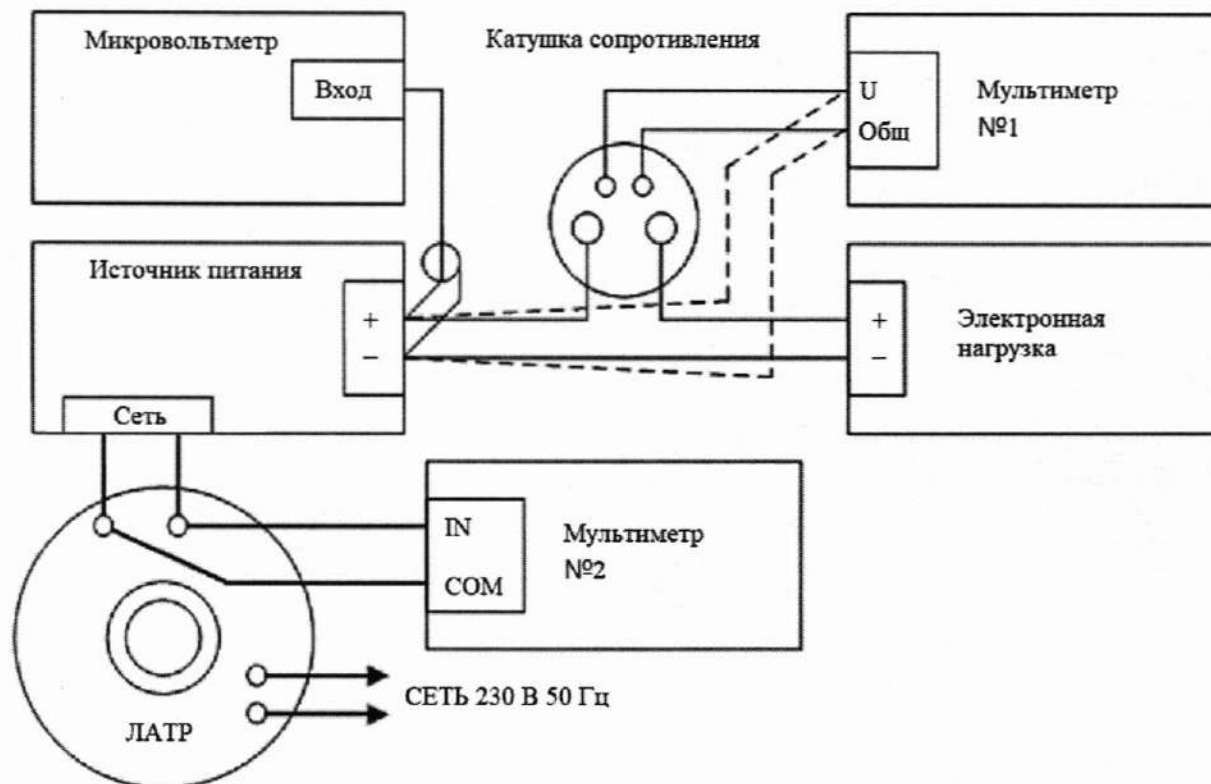 Микровольтметр
Вход
Катушка сопротивления
U
Общ
Мультиметр
№1
Источник питания
+
−
+
−
Электронная
нагрузка
Сеть
IN
COM
Мультиметр
№2
СЕТЬ 230 В 50 Гц
ЛАТР